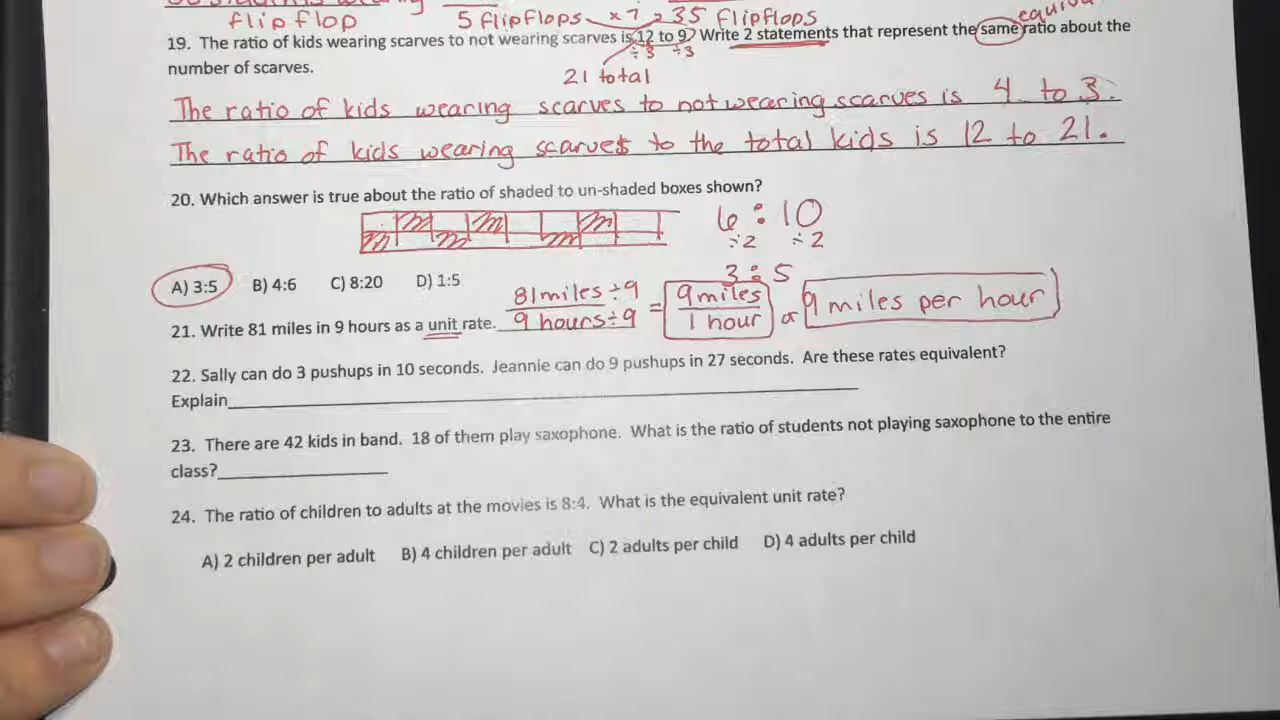 flip flop 5 flipflops x 7 35 flipflops
19. The ratio of kids wearing scarves to not wearing scarves is 12 to 9. Write 2 statements that represent the same ratio about the
÷3 ÷3
number of scarves.
21 total
The ratio of kids wearing scarves to not wearing scarves is 4 to 3.
The ratio of kids wearing scarves to the total kids is 12 to 21.
20. Which answer is true about the ratio of shaded to un-shaded boxes shown?
6 : 10
÷2 ÷2
3 : 5
A) 3:5 B) 4:6 C) 8:20 D) 1:5
81 miles ÷9 = 9 miles or 9 miles per hour
21. Write 81 miles in 9 hours as a unit rate. 9 hours ÷9 1 hour
22. Sally can do 3 pushups in 10 seconds. Jeannie can do 9 pushups in 27 seconds. Are these rates equivalent?
Explain
23. There are 42 kids in band. 18 of them play saxophone. What is the ratio of students not playing saxophone to the entire
class?
24. The ratio of children to adults at the movies is 8:4. What is the equivalent unit rate?
A) 2 children per adult B) 4 children per adult C) 2 adults per child D) 4 adults per child